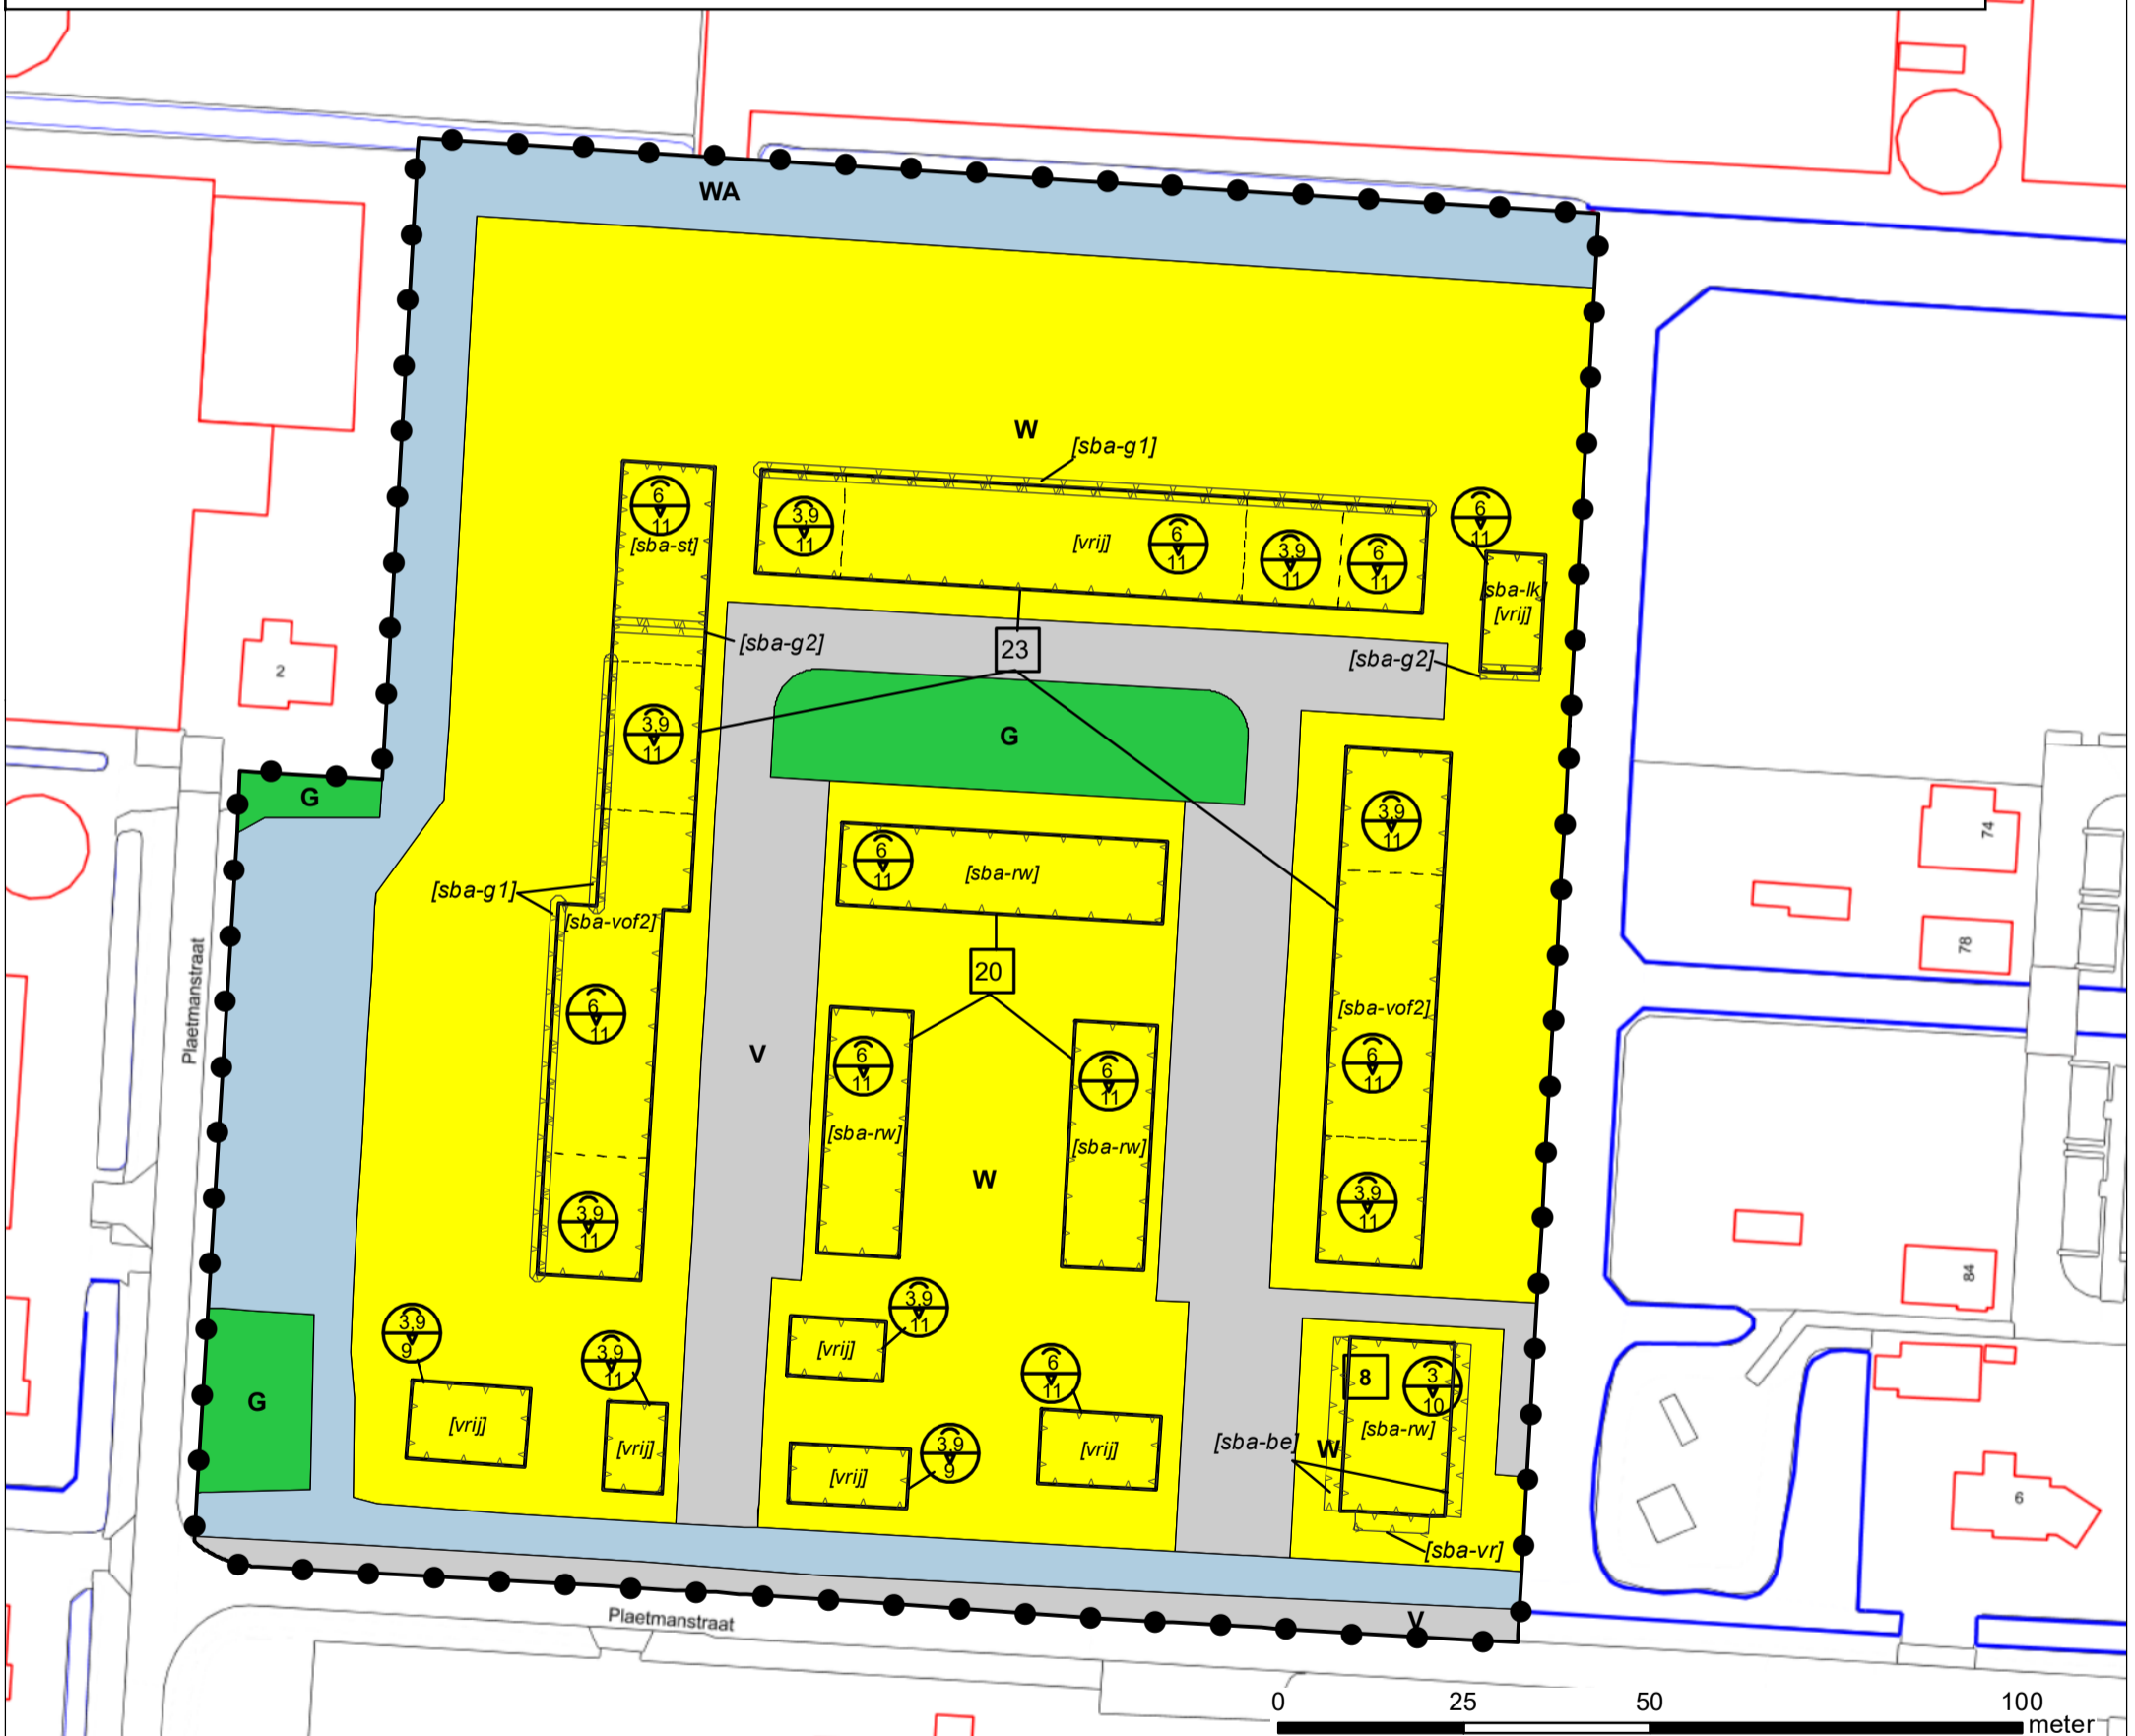 WA
W
[sba-g1]
6
11
[sba-st]
3,9
11
[vrij]
6
11
3,9
11
6
11
6
11
[sba-lk]
[vrij]
[sba-g2]
23
[sba-g2]
2
3,9
11
G
G
3,9
11
74
6
11
[sba-rw]
[sba-g1]
[sba-vof2]
78
20
Plaetmanstraat
6
11
V
6
11
[sba-rw]
6
11
[sba-rw]
[sba-vof2]
6
11
W
3,9
11
3,9
11
84
3,9
9
3,9
11
3,9
11
[vrij]
6
11
8
3
10
G
[vrij]
[vrij]
[vrij]
3,9
9
[vrij]
[sba-be]
W
[sba-rw]
6
[sba-vr]
Plaetmanstraat
V
0 25 50 100
meter